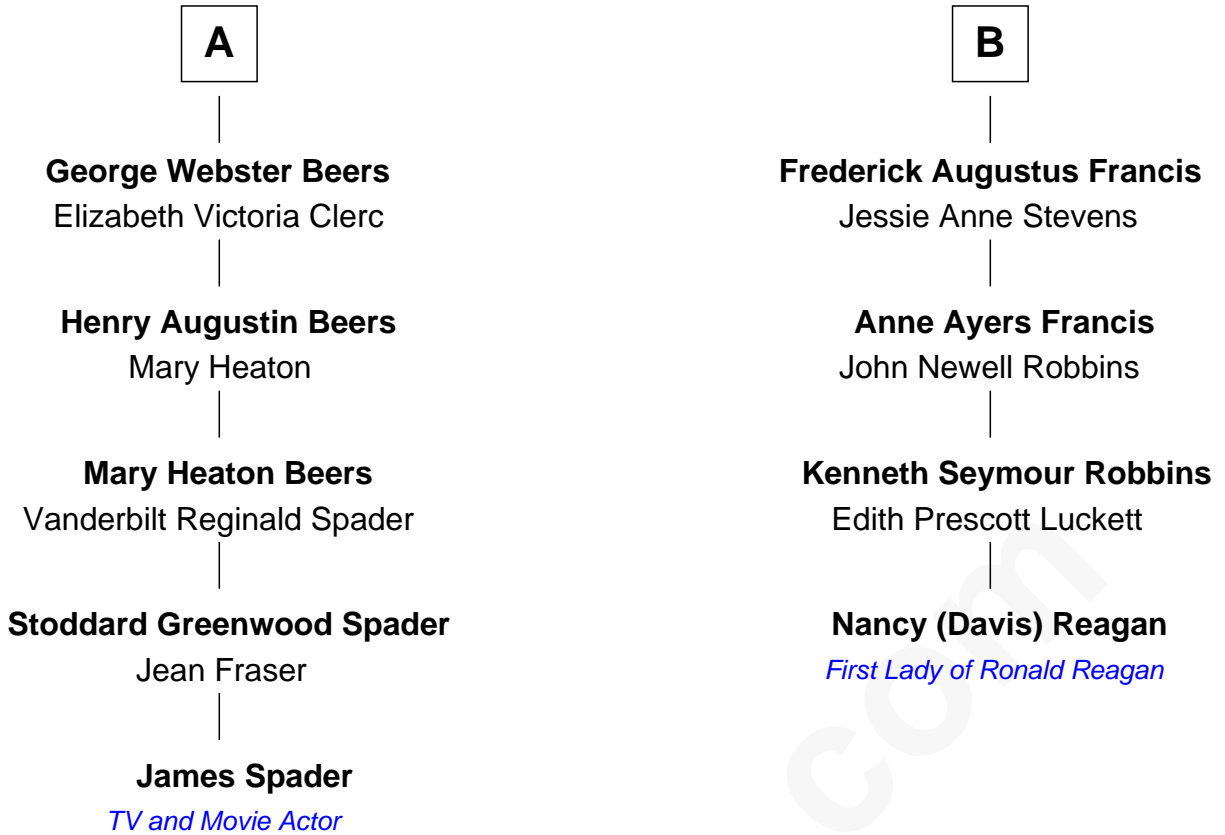 A
George Webster Beers
Elizabeth Victoria Clerc
Henry Augustin Beers
Mary Heaton
Mary Heaton Beers
Vanderbilt Reginald Spader
Stoddard Greenwood Spader
Jean Fraser
James Spader
TV and Movie Actor
B
Frederick Augustus Francis
Jessie Anne Stevens
Anne Ayers Francis
John Newell Robbins
Kenneth Seymour Robbins
Edith Prescott Luckett
Nancy (Davis) Reagan
First Lady of Ronald Reagan
com